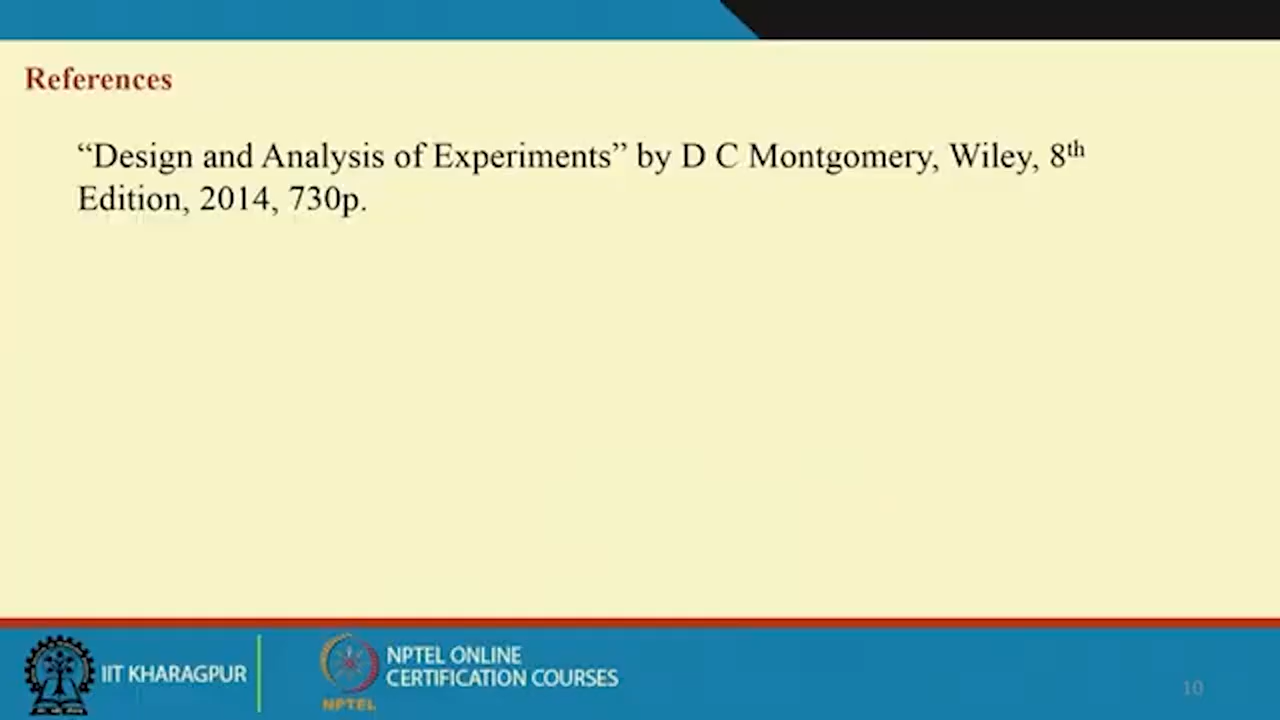 References
“Design and Analysis of Experiments” by D C Montgomery, Wiley, 8th
Edition, 2014, 730p.
IIT KHARAGPUR
NPTEL
NPTEL ONLINE
CERTIFICATION COURSES
10